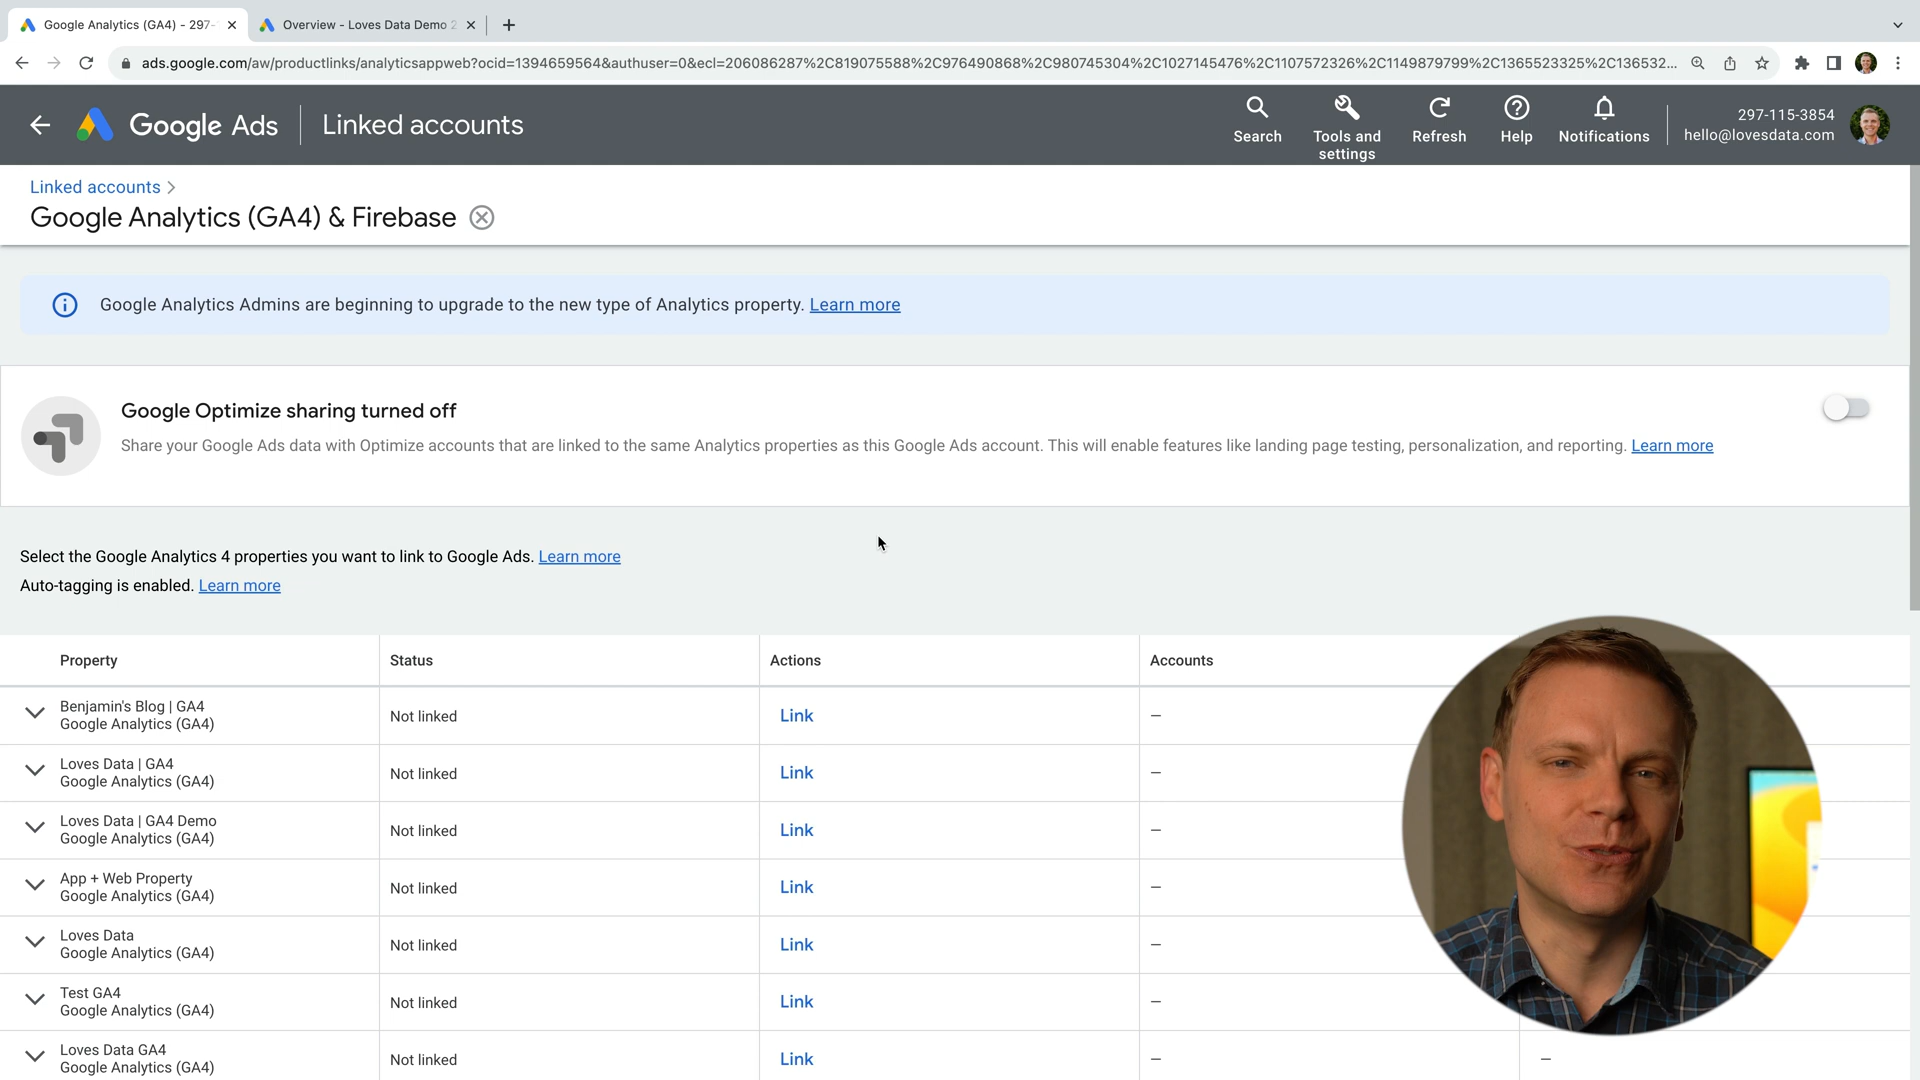 Google Analytics (GA4) - 297-
Overview - Loves Data Demo 2
ads.google.com/aw/productlinks/analyticsappweb?ocid=1394659564&authuser=0&ecl=206086287%2C819075588%2C976490868%2C980745304%2C1027145476%2C1107572326%2C1149879799%2C1365523325%2C136532...
Google Ads
Linked accounts
Search
Tools and
settings
Refresh
Help
Notifications
297-115-3854
hello@lovesdata.com
Linked accounts
Google Analytics (GA4) & Firebase
Google Analytics Admins are beginning to upgrade to the new type of Analytics property. Learn more
Google Optimize sharing turned off
Share your Google Ads data with Optimize accounts that are linked to the same Analytics properties as this Google Ads account. This will enable features like landing page testing, personalization, and reporting. Learn more
Select the Google Analytics 4 properties you want to link to Google Ads. Learn more
Auto-tagging is enabled. Learn more
Property Status Actions Accounts
Benjamin's Blog | GA4
Google Analytics (GA4)
Not linked Link –
Loves Data | GA4
Google Analytics (GA4)
Not linked Link –
Loves Data | GA4 Demo
Google Analytics (GA4)
Not linked Link –
App + Web Property
Google Analytics (GA4)
Not linked Link –
Loves Data
Google Analytics (GA4)
Not linked Link –
Test GA4
Google Analytics (GA4)
Not linked Link –
Loves Data GA4
Google Analytics (GA4)
Not linked Link – –